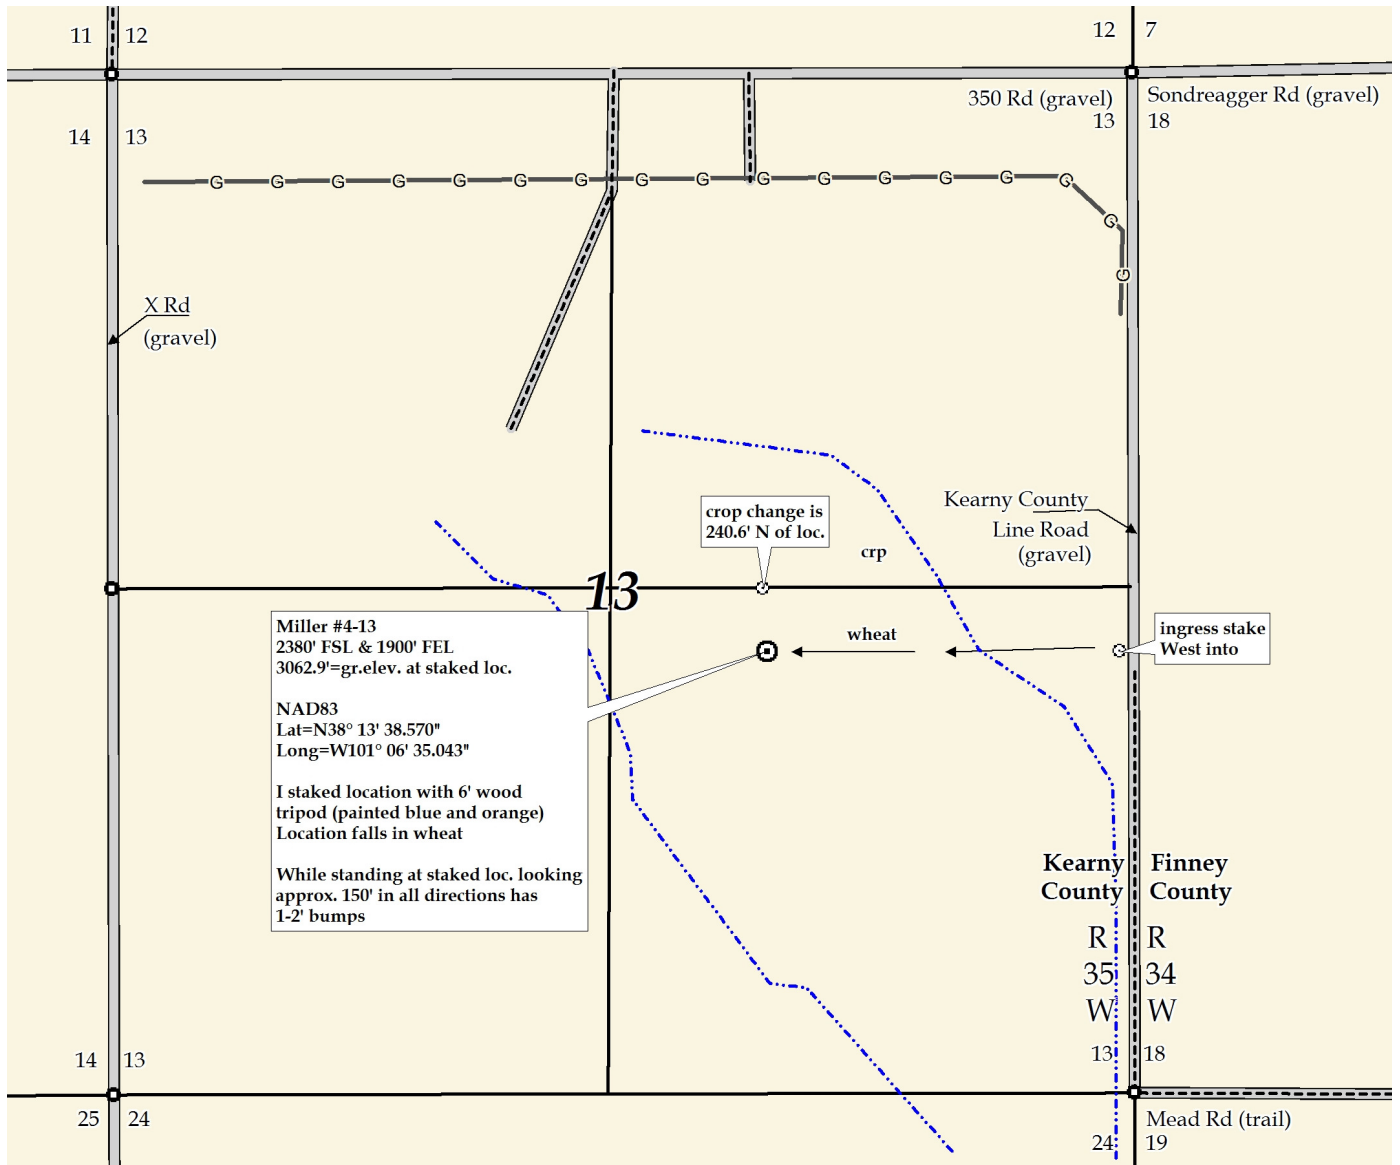 11
12
12
7
350 Rd (gravel)
Sondreagger Rd (gravel)
14
13
13
18
G G G G G G G G G G G G G G G G G
X Rd
(gravel)
Kearny County
Line Road
(gravel)
crop change is
240.6' N of loc.
crp
13
Miller #4-13
2380' FSL & 1900' FEL
3062.9'=gr.elev. at staked loc.
NAD83
Lat=N38° 13' 38.570"
Long=W101° 06' 35.043"
I staked location with 6' wood
tripod (painted blue and orange)
Location falls in wheat
While standing at staked loc. looking
approx. 150' in all directions has
1-2' bumps
wheat
ingress stake
West into
Kearny
County
Finney
County
R
35
W
R
34
W
14
13
13
18
25
24
Mead Rd (trail)
24
19